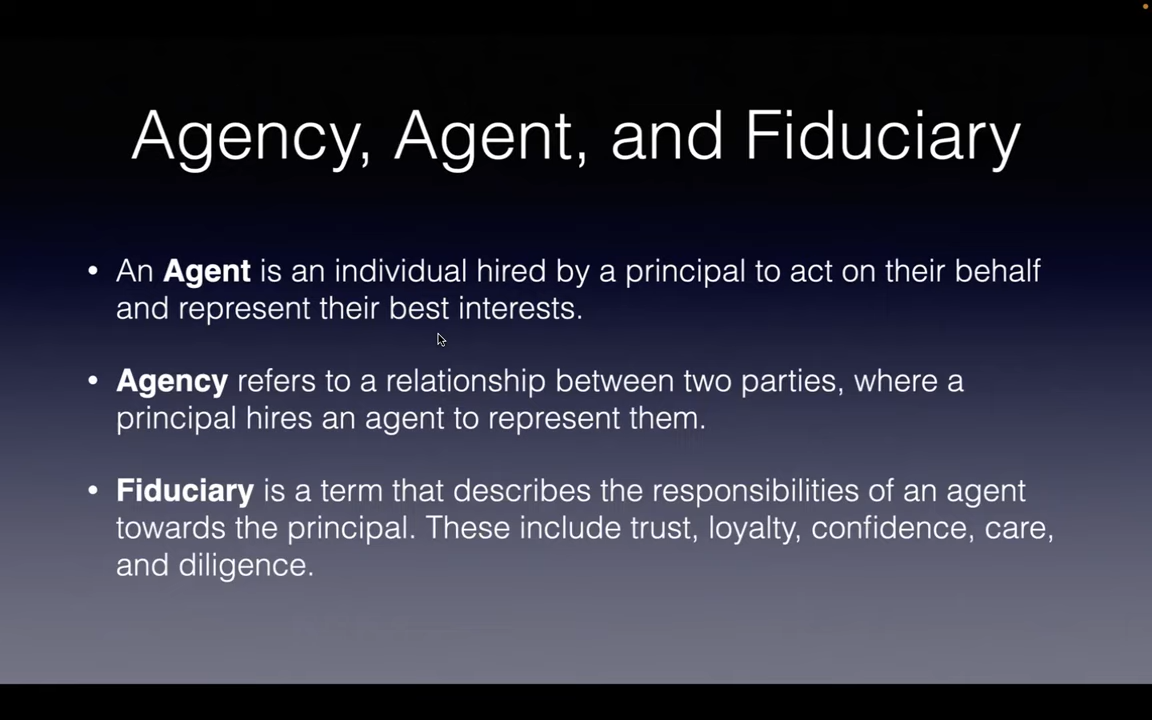 Agency, Agent, and Fiduciary
• An Agent is an individual hired by a principal to act on their behalf
and represent their best interests.
• Agency refers to a relationship between two parties, where a
principal hires an agent to represent them.
• Fiduciary is a term that describes the responsibilities of an agent
towards the principal. These include trust, loyalty, confidence, care,
and diligence.